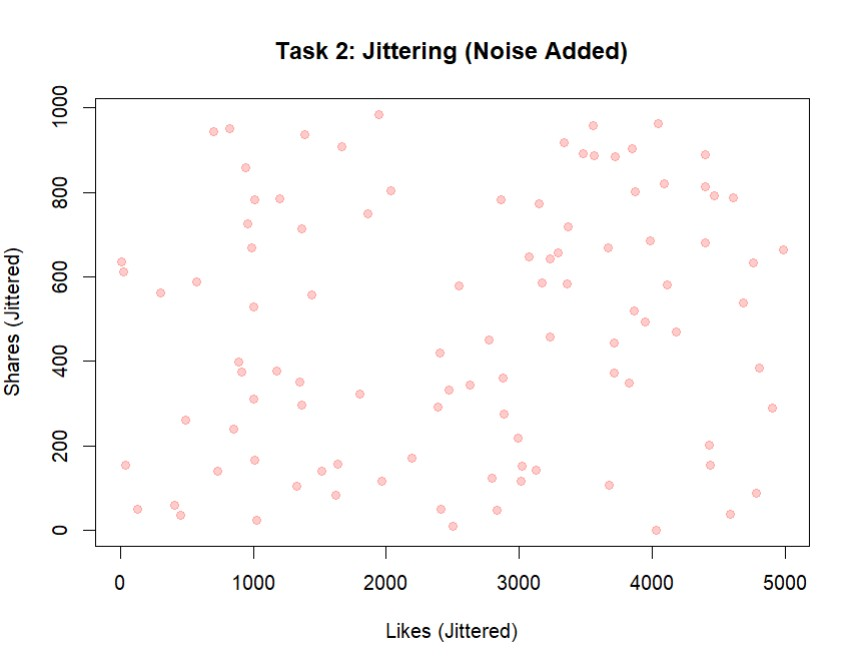 Task 2: Jittering (Noise Added)
1000
800
600
400
200
0
Shares (Jittered)
0 1000 2000 3000 4000 5000
Likes (Jittered)